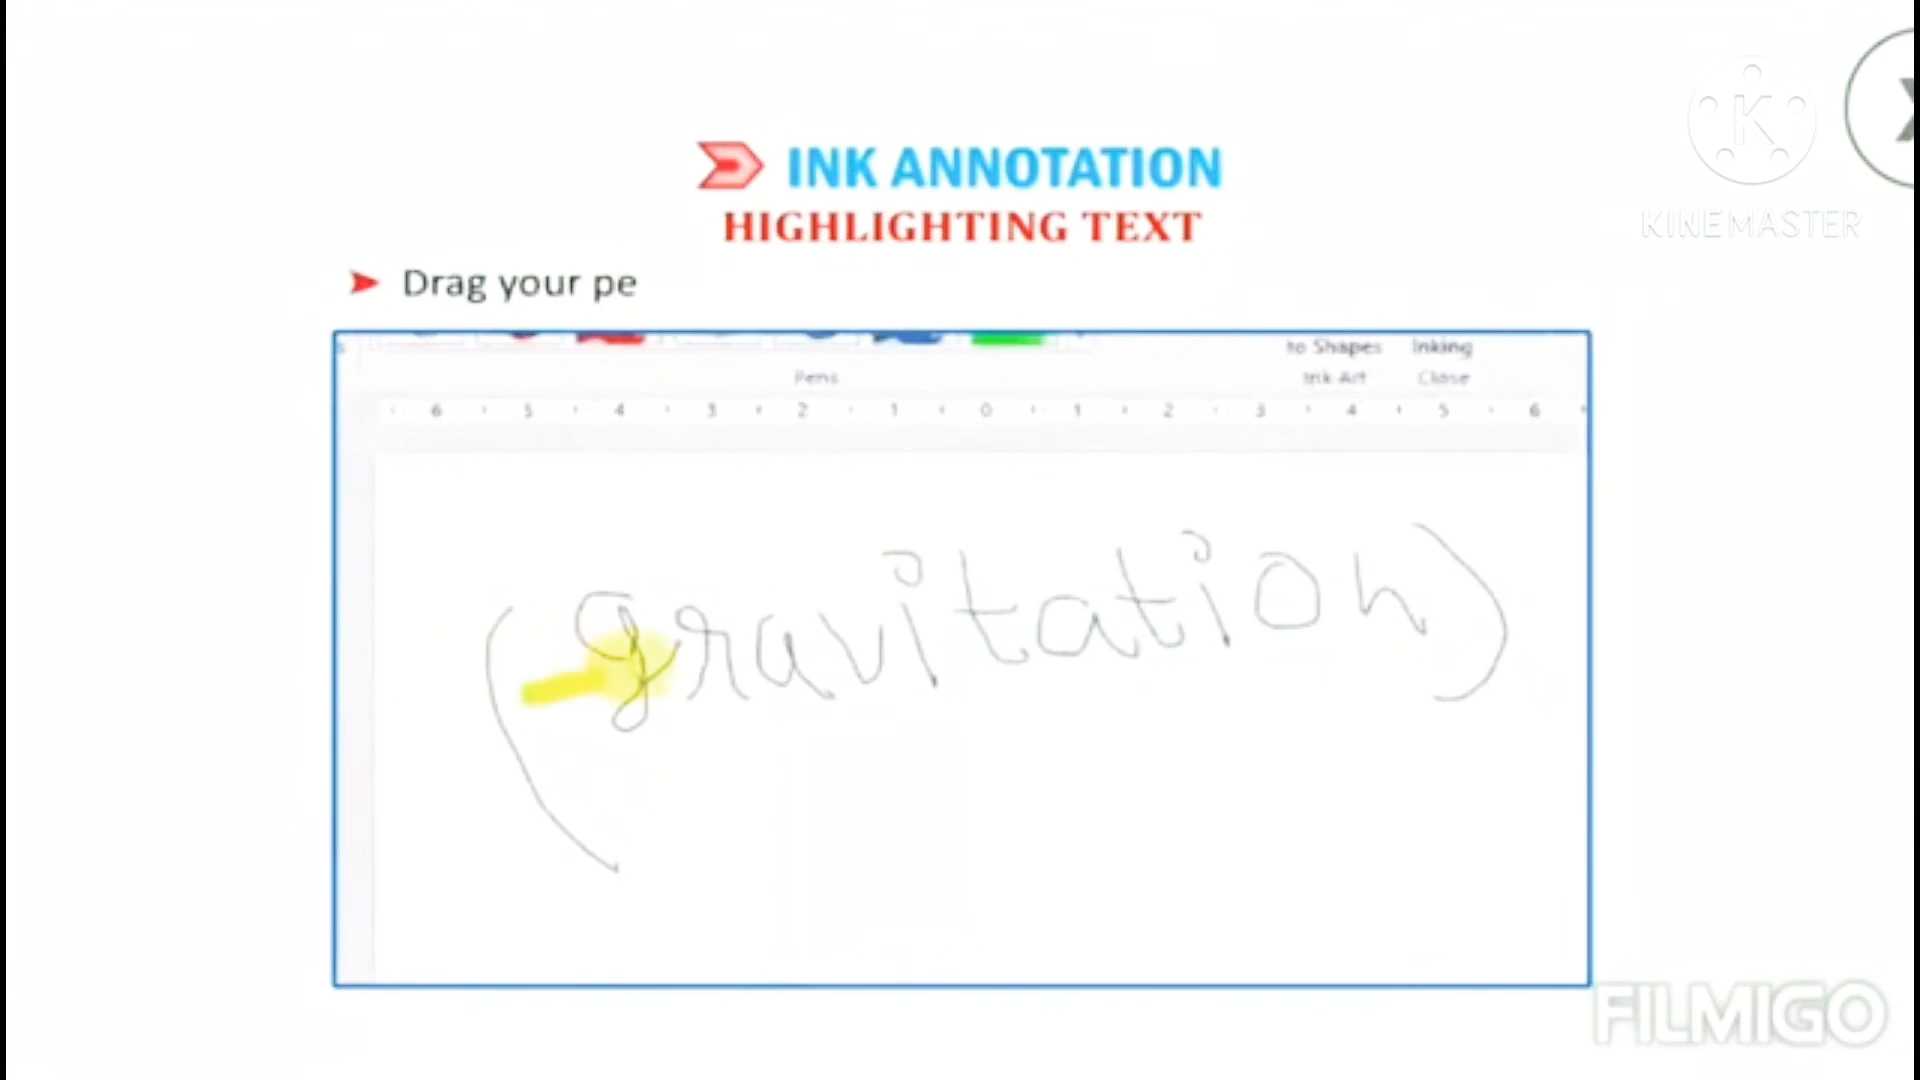 INK ANNOTATION
HIGHLIGHTING TEXT
Drag your pe
to Shapes Inking
Pens Ink Art Close
6 5 4 3 2 1 0 1 2 3 4 5 6
(gravitation)
K
KINEMASTER
FILMIGO